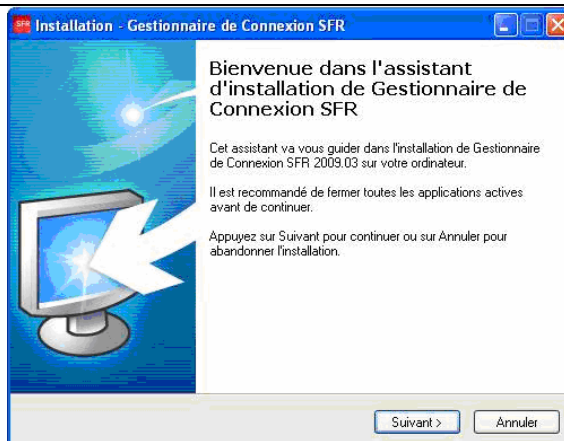 SFR Installation - Gestionnaire de Connexion SFR
Bienvenue dans l'assistant
d'installation de Gestionnaire de
Connexion SFR
Cet assistant va vous guider dans l'installation de Gestionnaire
de Connexion SFR 2009.03 sur votre ordinateur.
Il est recommandé de fermer toutes les applications actives
avant de continuer.
Appuyez sur Suivant pour continuer ou sur Annuler pour
abandonner l'installation.
Suivant > Annuler